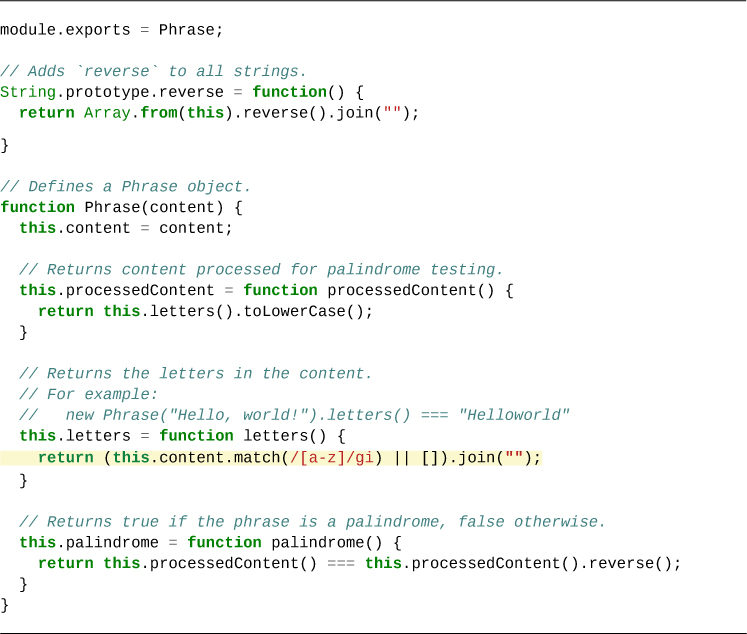 module.exports = Phrase;
// Adds `reverse` to all strings.
String.prototype.reverse = function() {
  return Array.from(this).reverse().join("");
}
// Defines a Phrase object.
function Phrase(content) {
  this.content = content;
  // Returns content processed for palindrome testing.
  this.processedContent = function processedContent() {
    return this.letters().toLowerCase();
  }
  // Returns the letters in the content.
  // For example:
  //   new Phrase("Hello, world!").letters() === "Helloworld"
  this.letters = function letters() {
    return (this.content.match(/[a-z]/gi) || []).join("");
  }
  // Returns true if the phrase is a palindrome, false otherwise.
  this.palindrome = function palindrome() {
    return this.processedContent() === this.processedContent().reverse();
  }
}